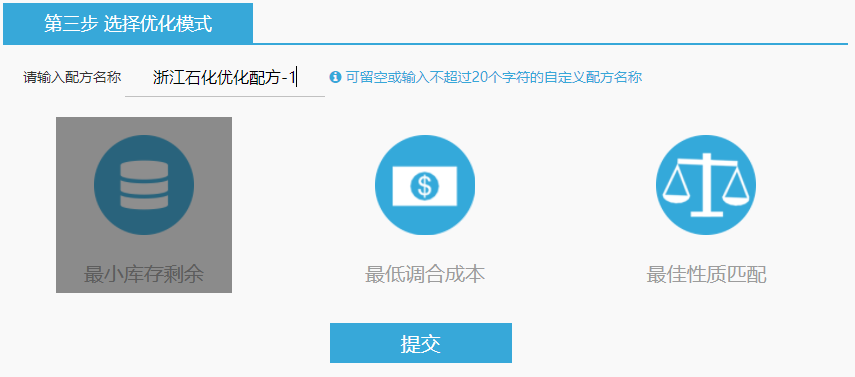 第三步 选择优化模式
请输入配方名称 浙江石化优化配方-1 可留空或输入不超过20个字符的自定义配方名称
最小库存剩余 最低调合成本 最佳性质匹配
提交